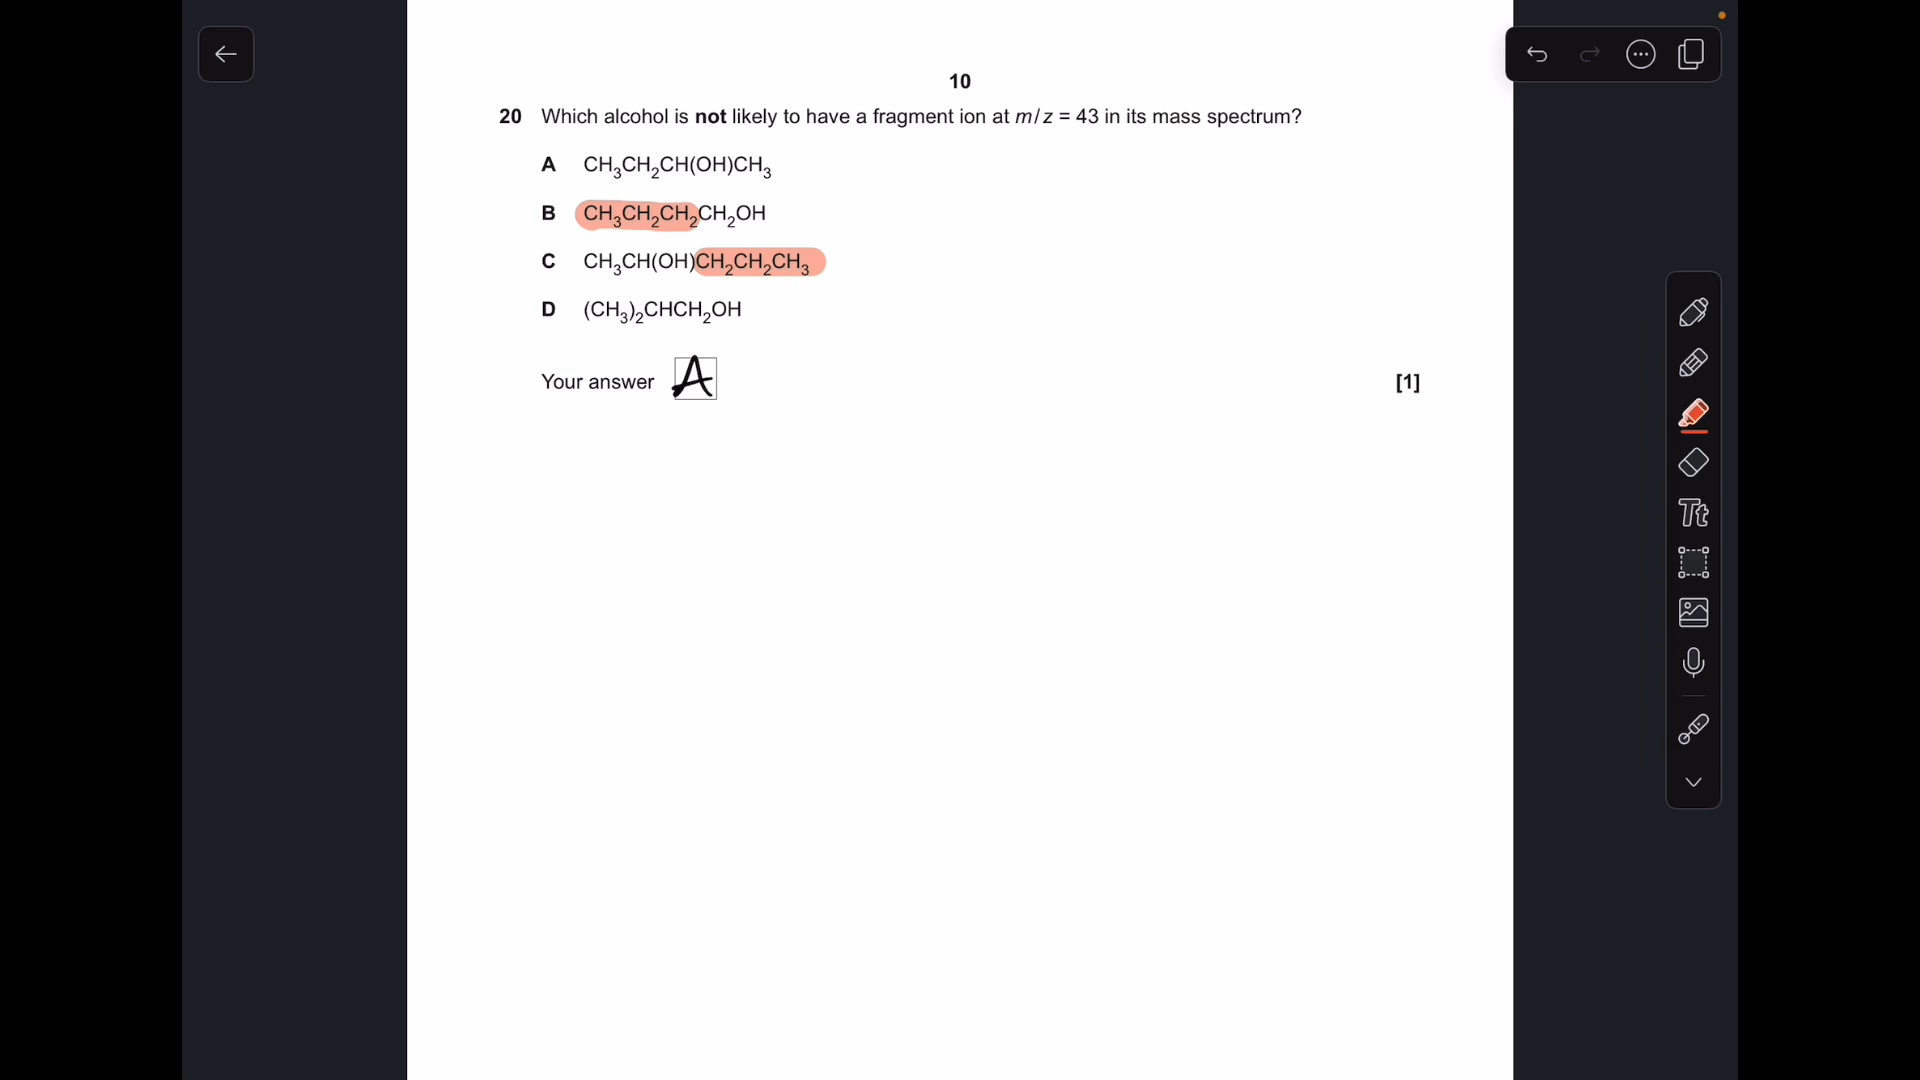 10
20 Which alcohol is not likely to have a fragment ion at m/z = 43 in its mass spectrum?
A CH₃CH₂CH(OH)CH₃
B CH₃CH₂CH₂CH₂OH
C CH₃CH(OH)CH₂CH₂CH₃
D (CH₃)₂CHCH₂OH
Your answer A [1]
Tt